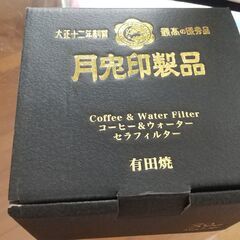 大正十二年創業
最高の優秀品
月兎印製品
Coffee & Water Filter
コーヒー&ウォーター
セラフィルター
有田焼